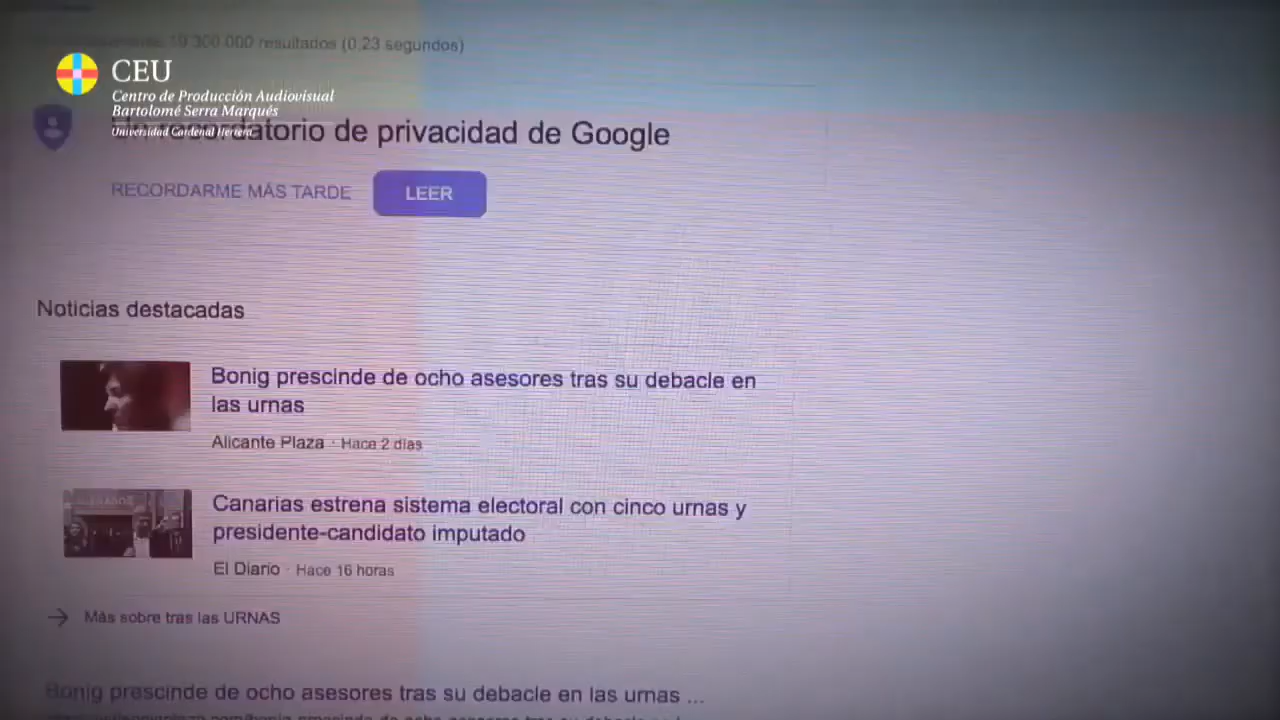 10.300.000 resultados (0,23 segundos)
CEU
Centro de Producción Audiovisual
Bartolomé Serra Marqués
Universidad Cardenal Herrera
Un recordatorio de privacidad de Google
RECORDARME MÁS TARDE
LEER
Noticias destacadas
Bonig prescinde de ocho asesores tras su debacle en
las urnas
Alicante Plaza · Hace 2 días
Canarias estrena sistema electoral con cinco urnas y
presidente-candidato imputado
El Diario · Hace 16 horas
Más sobre tras las URNAS
Bonig prescinde de ocho asesores tras su debacle en las urnas ...